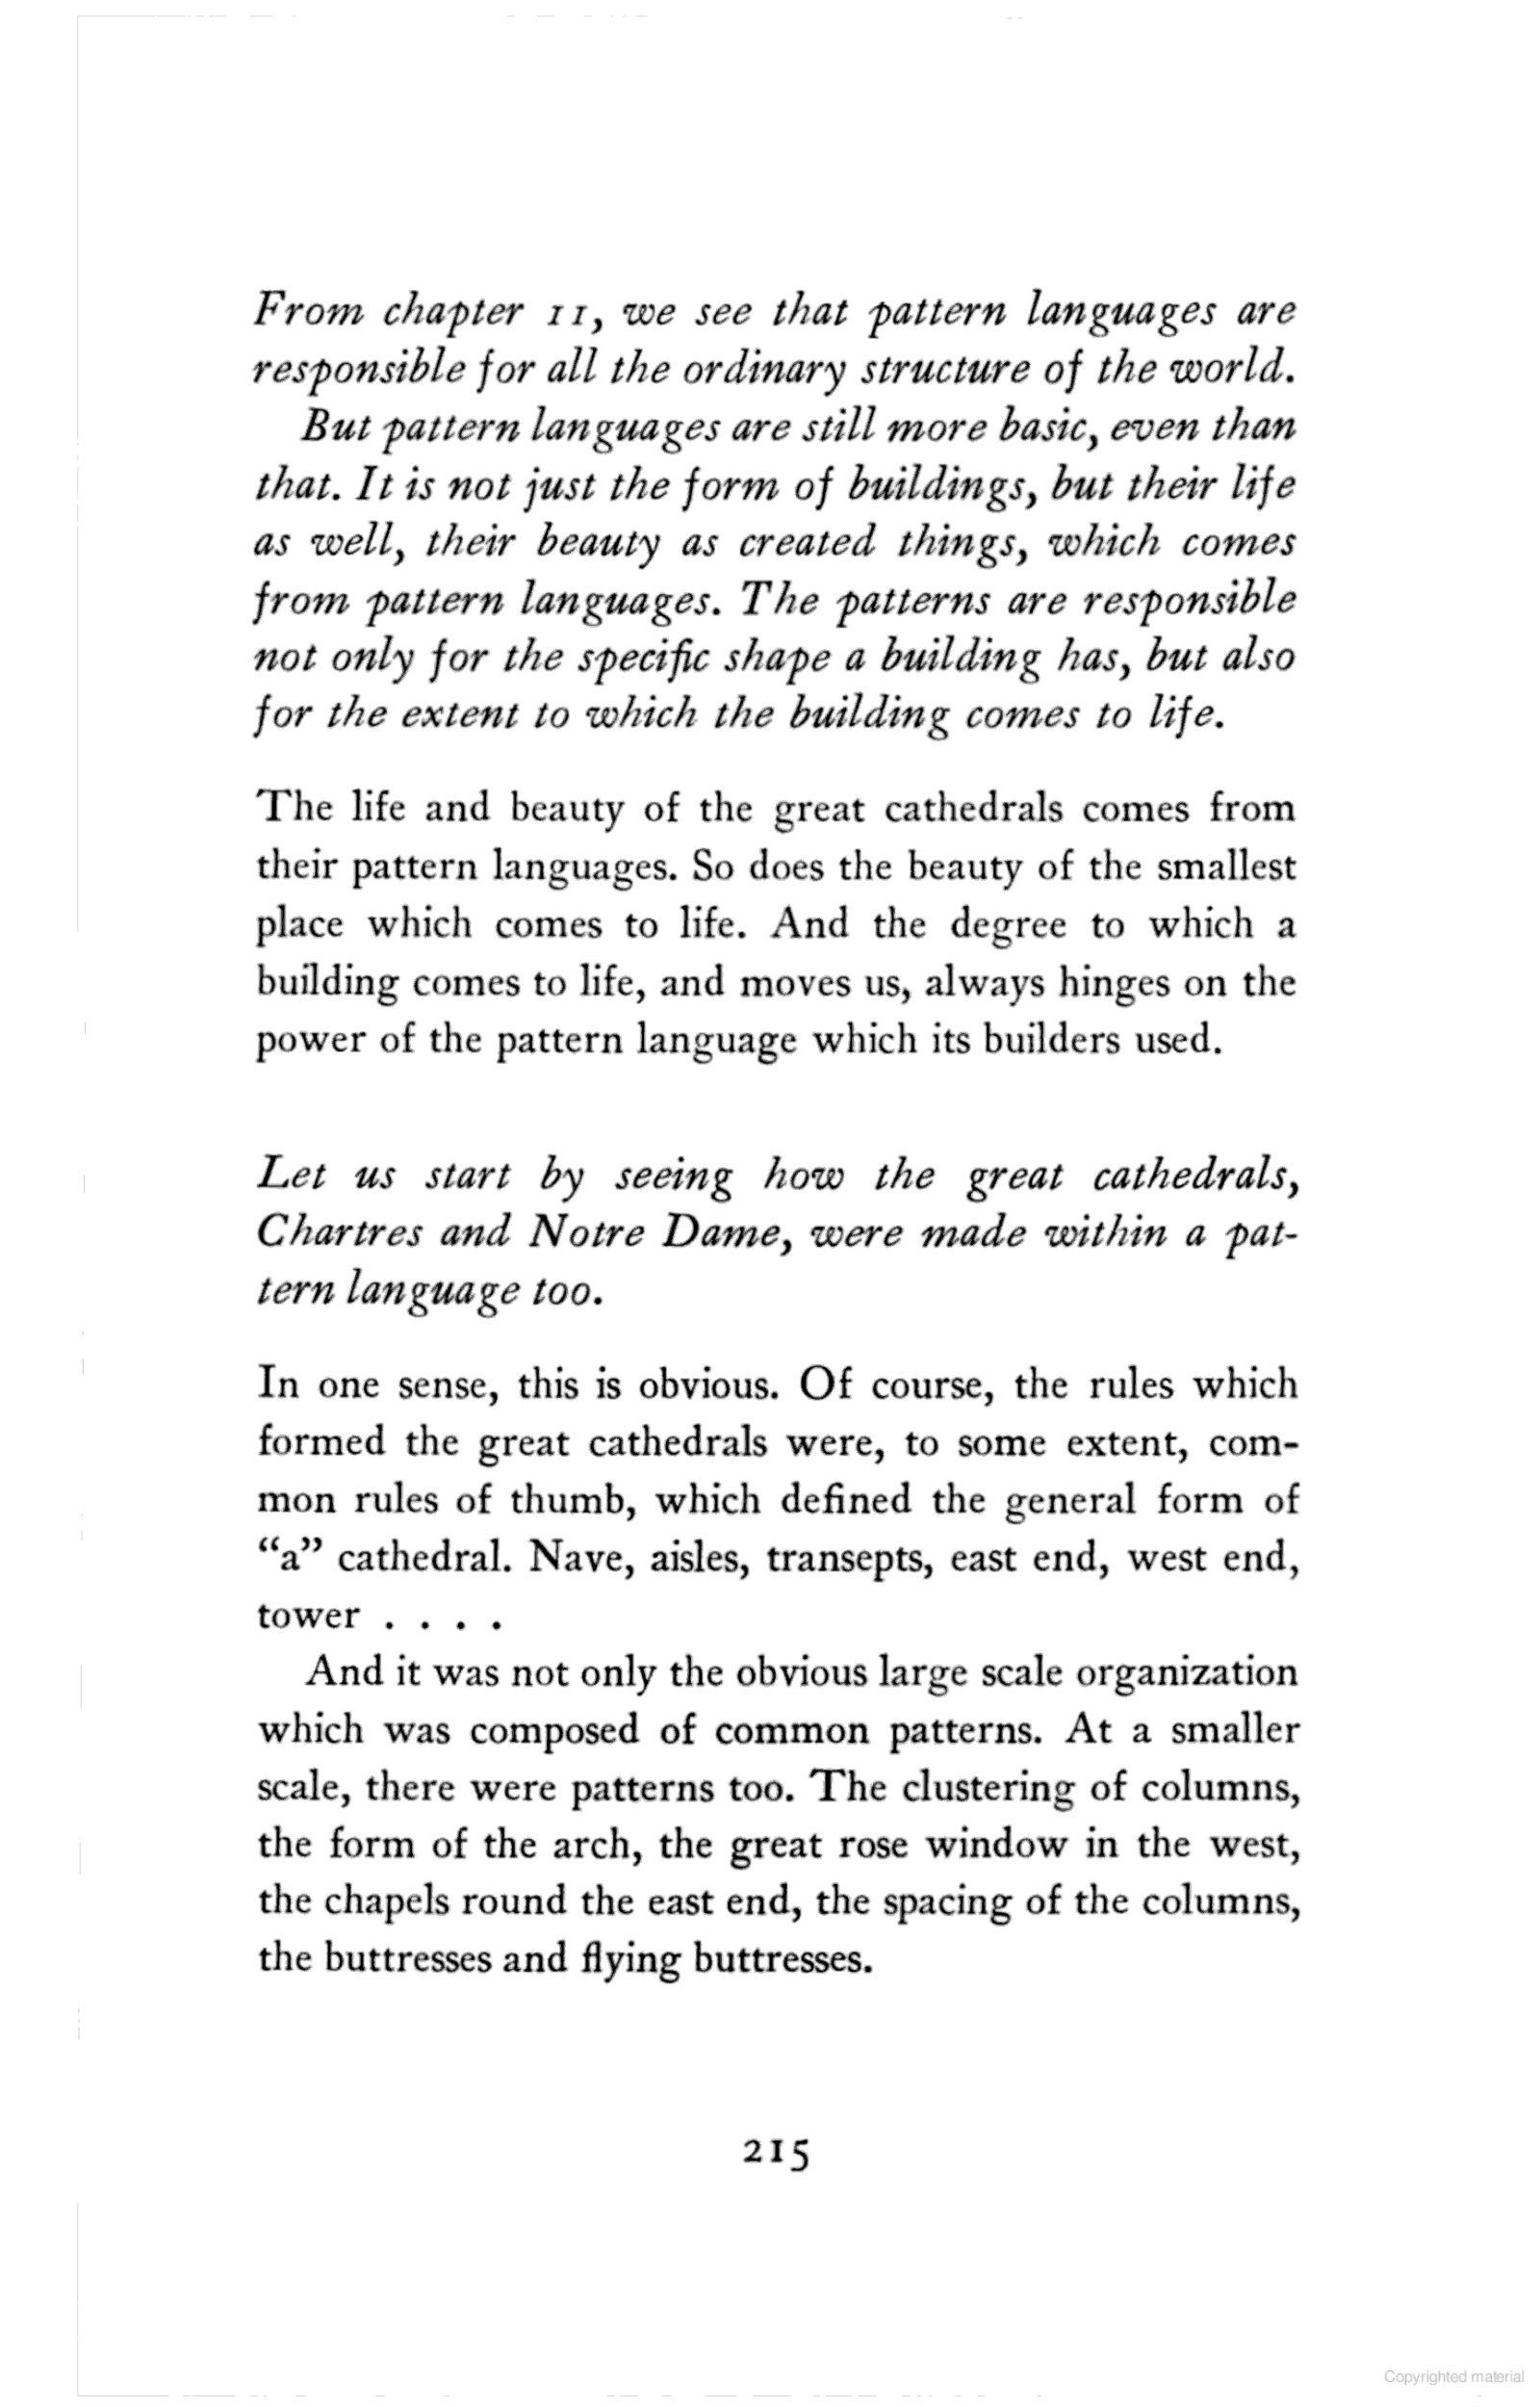 From chapter 11, we see that pattern languages are
responsible for all the ordinary structure of the world.
But pattern languages are still more basic, even than
that. It is not just the form of buildings, but their life
as well, their beauty as created things, which comes
from pattern languages. The patterns are responsible
not only for the specific shape a building has, but also
for the extent to which the building comes to life.
The life and beauty of the great cathedrals comes from
their pattern languages. So does the beauty of the smallest
place which comes to life. And the degree to which a
building comes to life, and moves us, always hinges on the
power of the pattern language which its builders used.
Let us start by seeing how the great cathedrals,
Chartres and Notre Dame, were made within a pat-
tern language too.
In one sense, this is obvious. Of course, the rules which
formed the great cathedrals were, to some extent, com-
mon rules of thumb, which defined the general form of
“a” cathedral. Nave, aisles, transepts, east end, west end,
tower . . . .
And it was not only the obvious large scale organization
which was composed of common patterns. At a smaller
scale, there were patterns too. The clustering of columns,
the form of the arch, the great rose window in the west,
the chapels round the east end, the spacing of the columns,
the buttresses and flying buttresses.
215
Copyrighted material